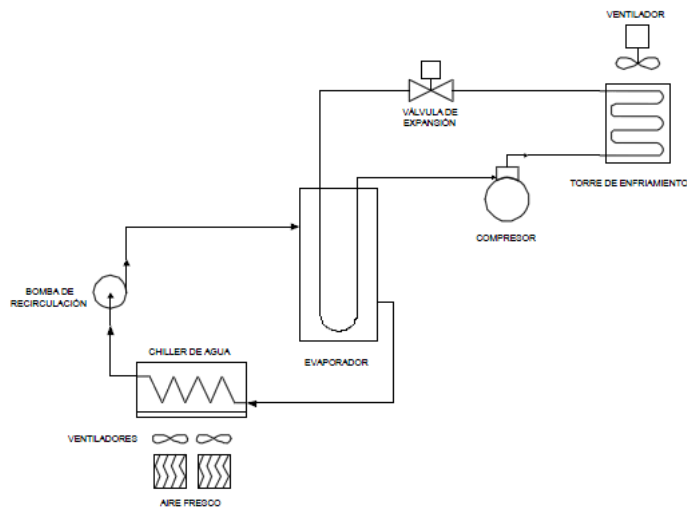 VENTILADOR
VÁLVULA DE
EXPANSIÓN
TORRE DE ENFRIAMIENTO
COMPRESOR
BOMBA DE
RECIRCULACIÓN
CHILLER DE AGUA
EVAPORADOR
VENTILADORES
AIRE FRESCO